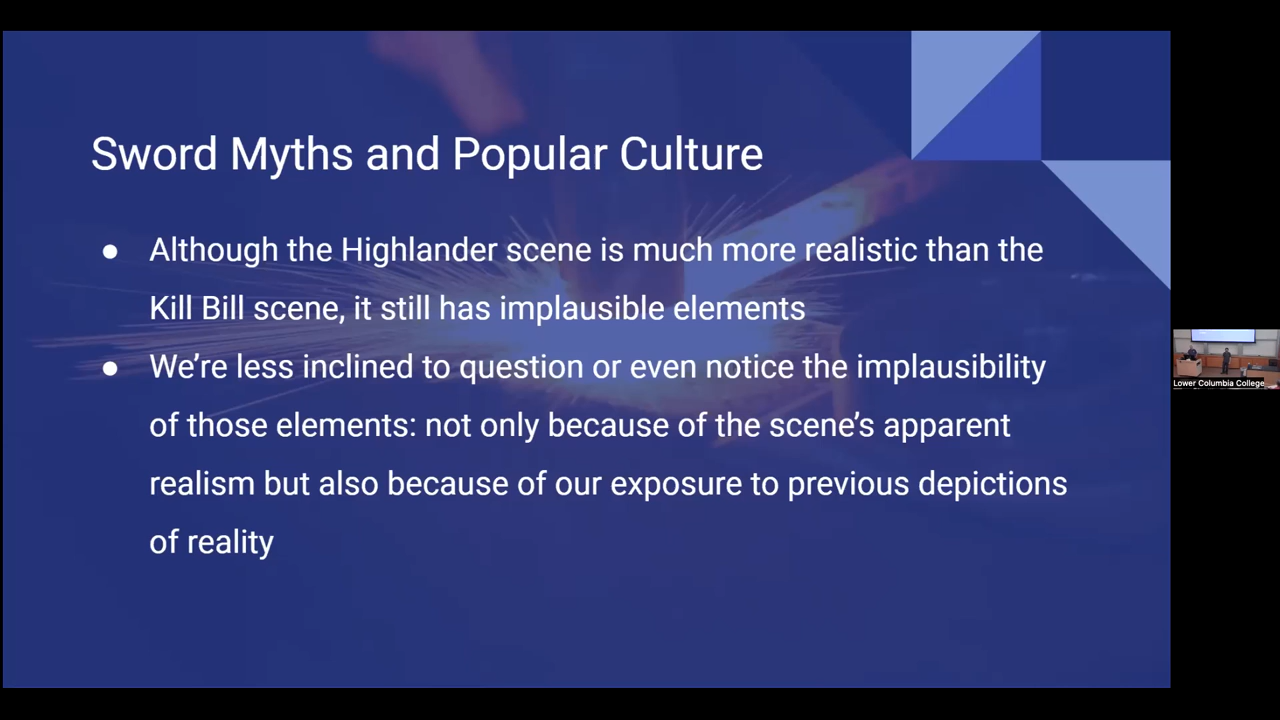 Sword Myths and Popular Culture
● Although the Highlander scene is much more realistic than the
Kill Bill scene, it still has implausible elements
● We’re less inclined to question or even notice the implausibility
of those elements: not only because of the scene’s apparent
realism but also because of our exposure to previous depictions
of reality
Lower Columbia College